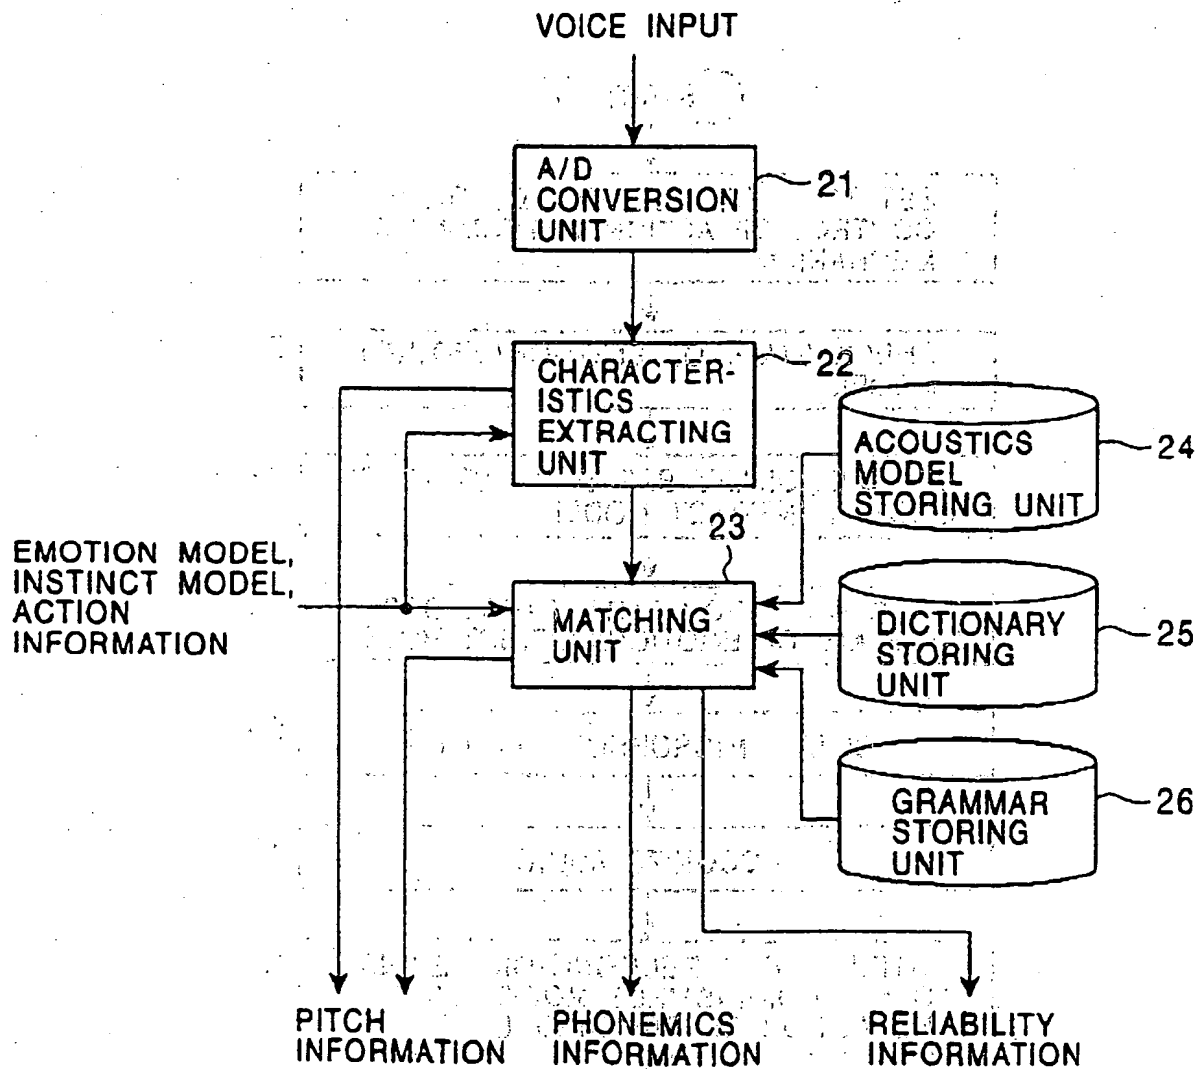 VOICE INPUT
A/D
CONVERSION
UNIT
21
CHARACTER-
ISTICS
EXTRACTING
UNIT
22
ACOUSTICS
MODEL
STORING UNIT
24
23
EMOTION MODEL,
INSTINCT MODEL,
ACTION
INFORMATION
MATCHING
UNIT
DICTIONARY
STORING
UNIT
25
GRAMMAR
STORING
UNIT
26
PITCH
INFORMATION
PHONEMICS
INFORMATION
RELIABILITY
INFORMATION